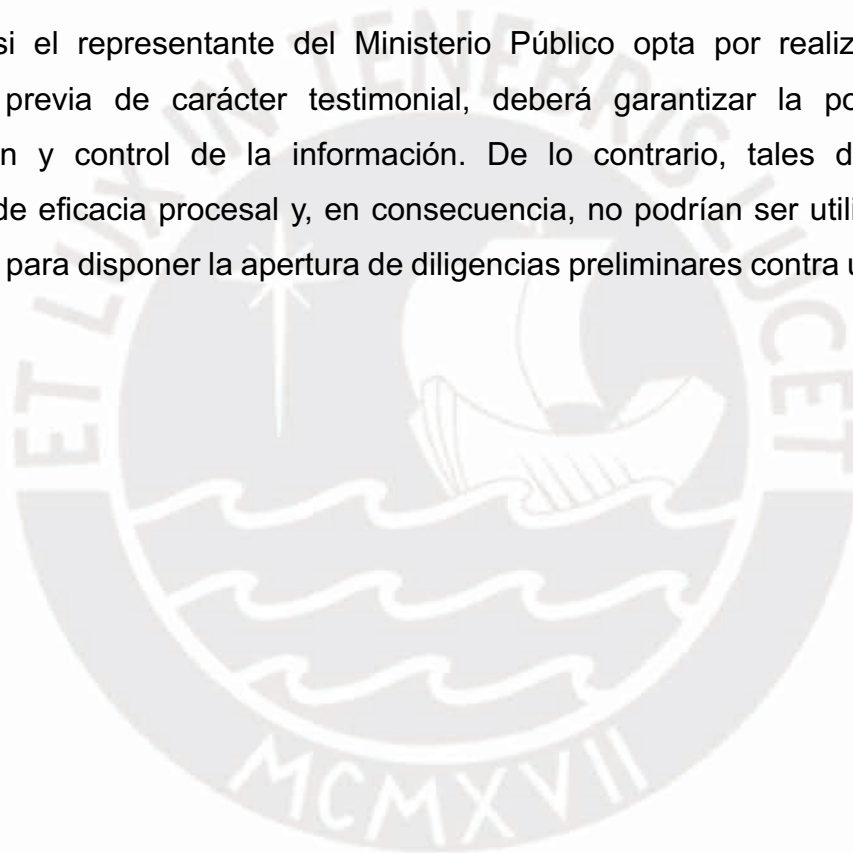 si el representante del Ministerio Público opta por realiz
previa de carácter testimonial, deberá garantizar la po
n y control de la información. De lo contrario, tales d
de eficacia procesal y, en consecuencia, no podrían ser utili
para disponer la apertura de diligencias preliminares contra u
ET LUX IN TENEBRIS LUCET
MCMXVII